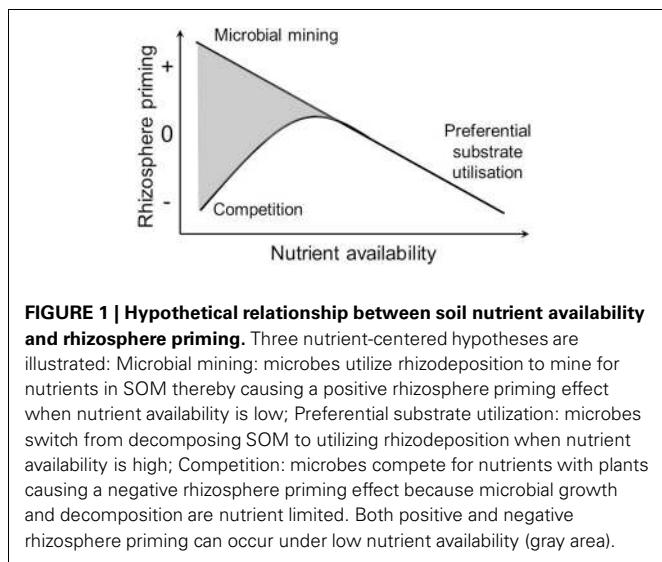 Microbial mining
+
0
-
Rhizosphere priming
Preferential
substrate
utilisation
Competition
Nutrient availability
FIGURE 1 | Hypothetical relationship between soil nutrient availability
and rhizosphere priming. Three nutrient-centered hypotheses are
illustrated: Microbial mining: microbes utilize rhizodeposition to mine for
nutrients in SOM thereby causing a positive rhizosphere priming effect
when nutrient availability is low; Preferential substrate utilization: microbes
switch from decomposing SOM to utilizing rhizodeposition when nutrient
availability is high; Competition: microbes compete for nutrients with plants
causing a negative rhizosphere priming effect because microbial growth
and decomposition are nutrient limited. Both positive and negative
rhizosphere priming can occur under low nutrient availability (gray area).